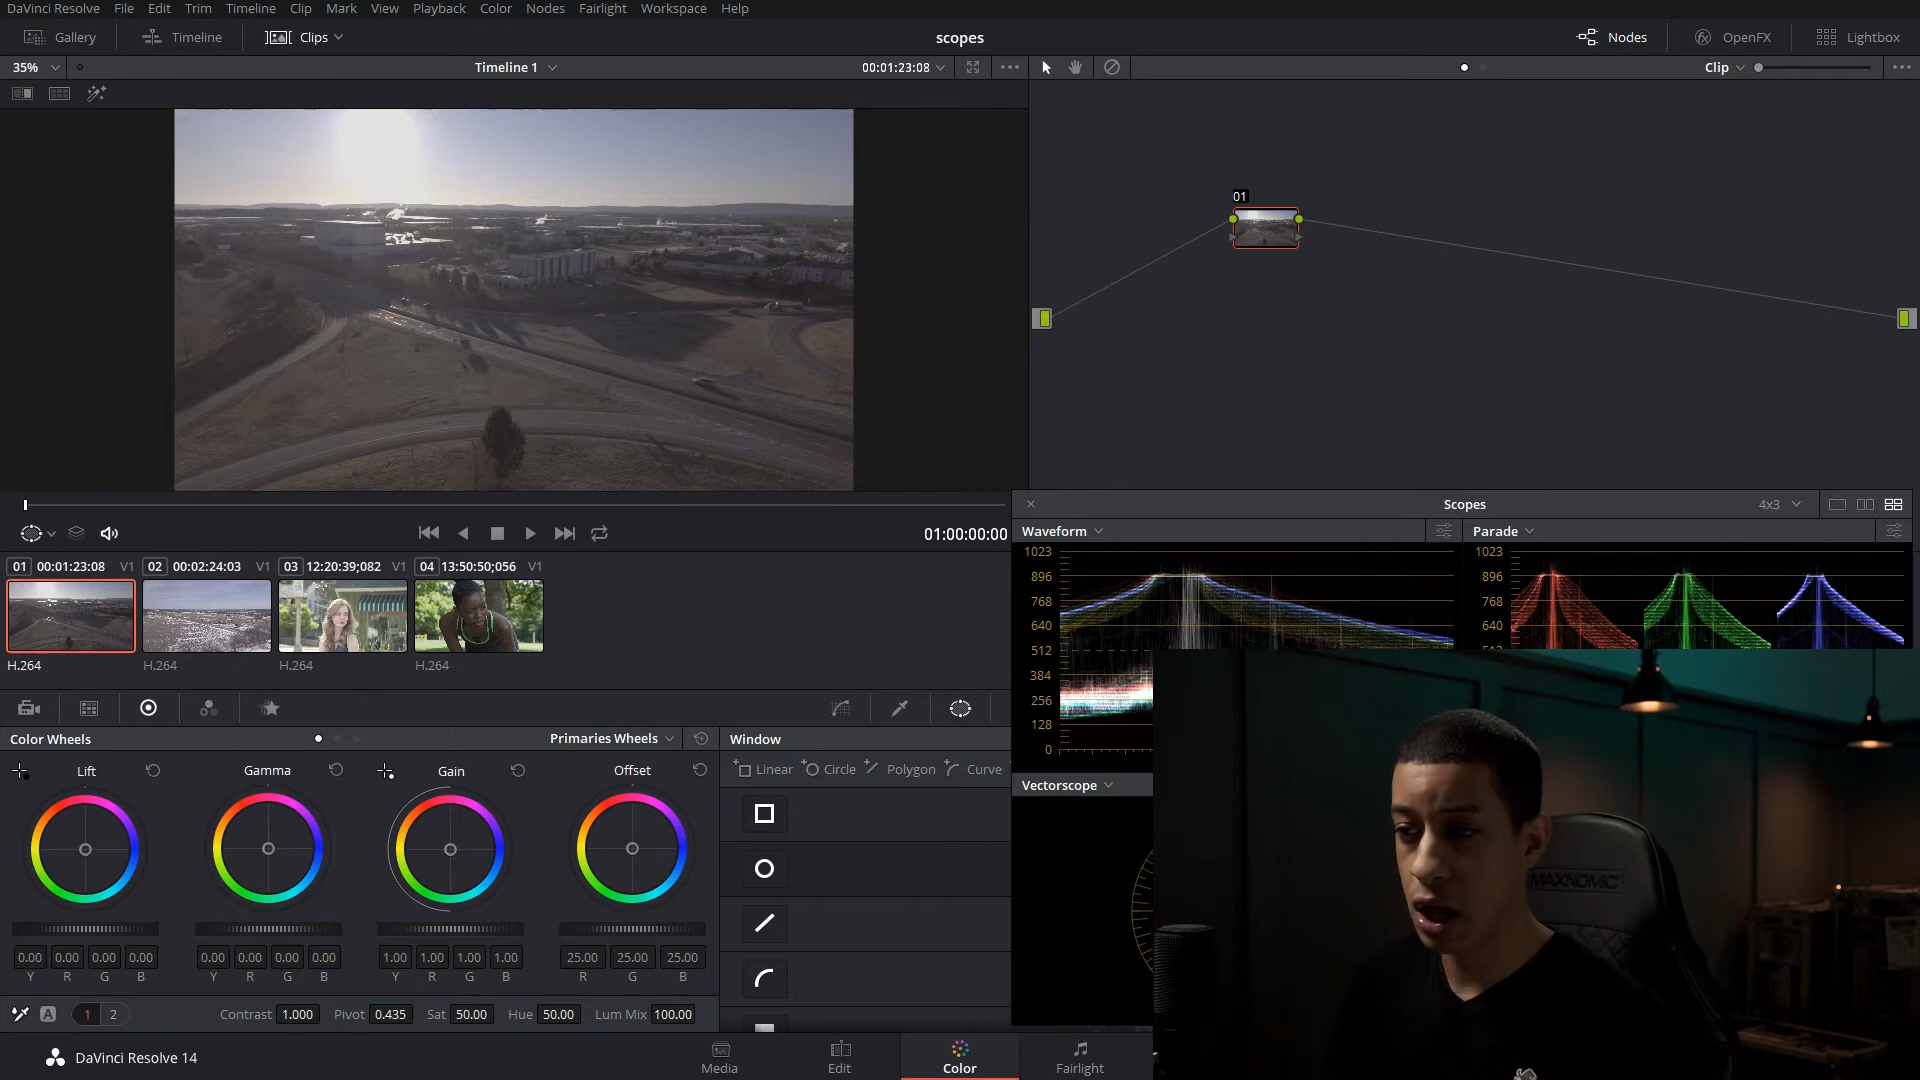 DaVinci Resolve File Edit Trim Timeline Clip Mark View Playback Color Nodes Fairlight Workspace Help
Gallery Timeline Clips scopes Nodes OpenFX Lightbox
35% Timeline 1 00:01:23:08 Clip
01
Scopes 4x3
01:00:00:00
Waveform Parade
1023 1023
896 896
768 768
640 640
512 512
384
256
128
0
01 00:01:23:08 V1 02 00:02:24:03 V1 03 12:20:39;082 V1 04 13:50:50;056 V1
H.264 H.264 H.264 H.264
Color Wheels Primaries Wheels Window
Lift Gamma Gain Offset
Linear Circle Polygon Curve
Vectorscope
0.00 0.00 0.00 0.00 0.00 0.00 0.00 0.00 1.00 1.00 1.00 1.00 25.00 25.00 25.00
Y R G B Y R G B Y R G B R G B
A 1 2 Contrast 1.000 Pivot 0.435 Sat 50.00 Hue 50.00 Lum Mix 100.00
DaVinci Resolve 14 Media Edit Color Fairlight
MAXNOMIC